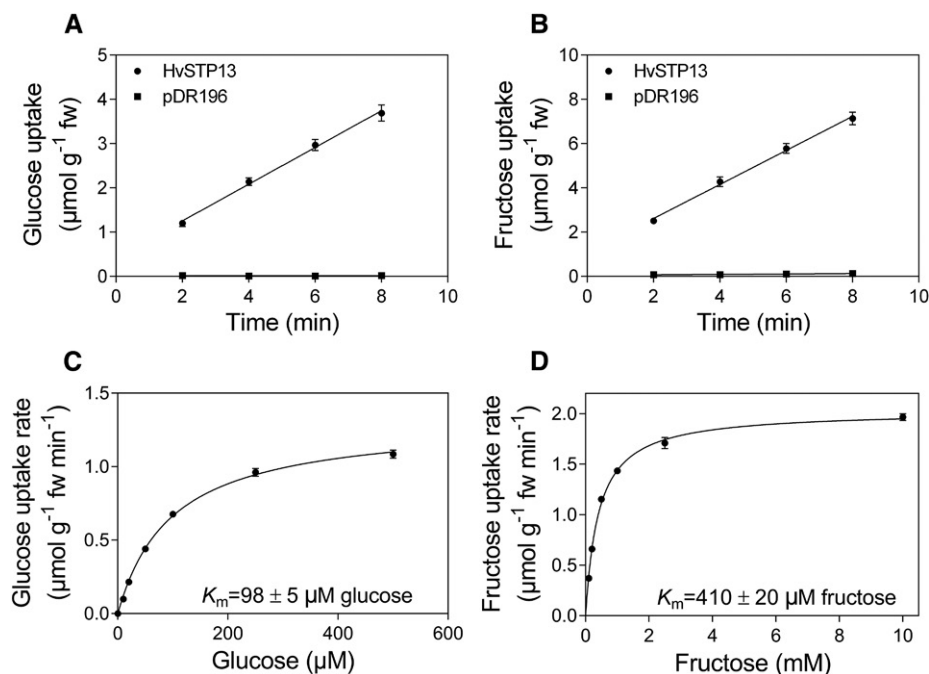 A
Glucose uptake
(µmol g⁻¹ fw)
5
4
3
2
1
0
HvSTP13
pDR196
0 2 4 6 8 10
Time (min)
B
Fructose uptake
(µmol g⁻¹ fw)
10
8
6
4
2
0
HvSTP13
pDR196
0 2 4 6 8 10
Time (min)
C
Glucose uptake rate
(µmol g⁻¹ fw min⁻¹)
1.5
1.0
0.5
0.0
Km=98 ± 5 µM glucose
0 200 400 600
Glucose (µM)
D
Fructose uptake rate
(µmol g⁻¹ fw min⁻¹)
2.0
1.5
1.0
0.5
0.0
Km=410 ± 20 µM fructose
0 2 4 6 8 10
Fructose (mM)